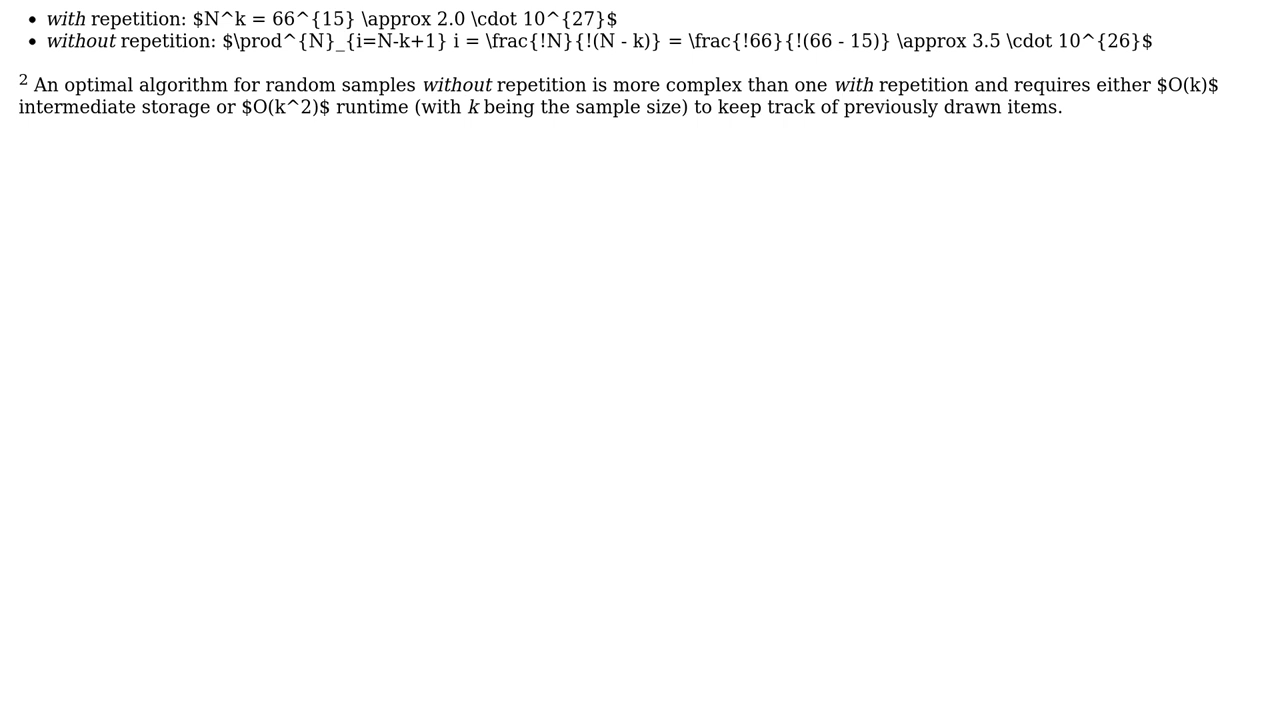 • with repetition: $N^k = 66^{15} \approx 2.0 \cdot 10^{27}$
• without repetition: $\prod^{N}_{i=N-k+1} i = \frac{!N}{!(N - k)} = \frac{!66}{!(66 - 15)} \approx 3.5 \cdot 10^{26}$
2 An optimal algorithm for random samples without repetition is more complex than one with repetition and requires either $O(k)$
intermediate storage or $O(k^2)$ runtime (with k being the sample size) to keep track of previously drawn items.